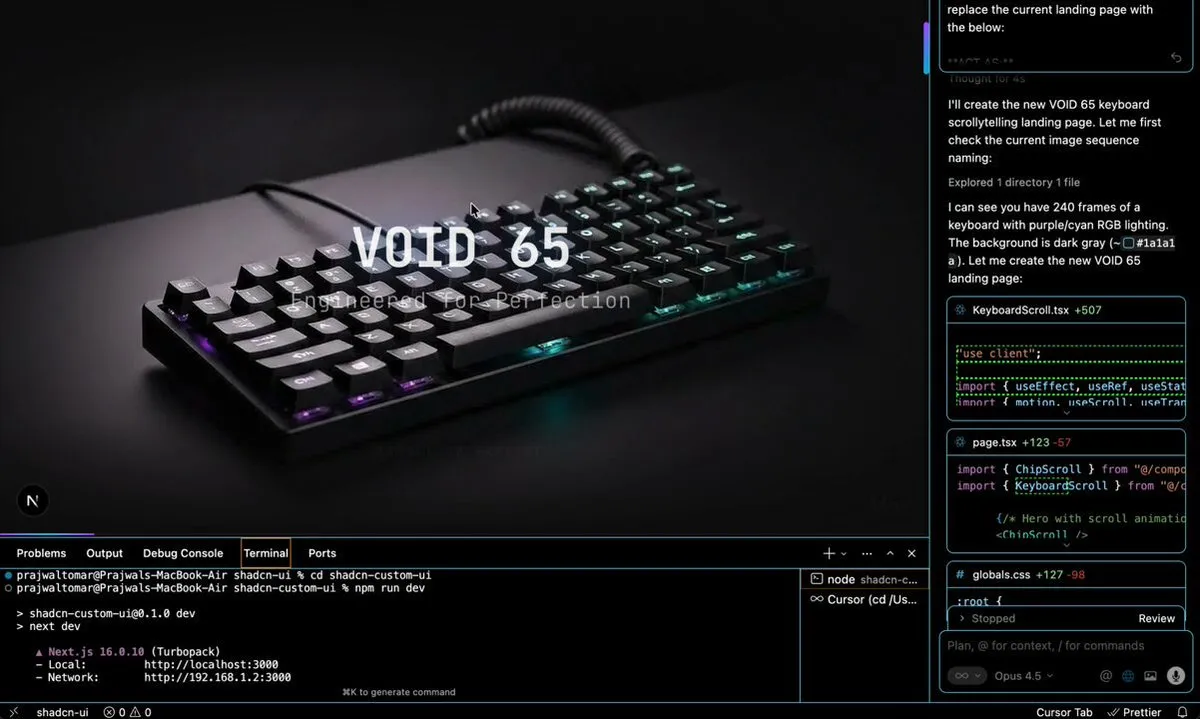 VOID 65
Engineered for Perfection
N
Problems Output Debug Console Terminal Ports
prajwaltomar@Prajwals-MacBook-Air shadcn-ui % cd shadcn-custom-ui
prajwaltomar@Prajwals-MacBook-Air shadcn-custom-ui % npm run dev
> shadcn-custom-ui@0.1.0 dev
> next dev
▲ Next.js 16.0.10 (Turbopack)
- Local: http://localhost:3000
- Network: http://192.168.1.2:3000
⌘K to generate command
node shadcn-c...
Cursor (cd /Us...
replace the current landing page with
the below:
**ACT AS:**
Thought for 4s
I'll create the new VOID 65 keyboard
scrollytelling landing page. Let me first
check the current image sequence
naming:
Explored 1 directory 1 file
I can see you have 240 frames of a
keyboard with purple/cyan RGB lighting.
The background is dark gray (~ #1a1a1
a ). Let me create the new VOID 65
landing page:
KeyboardScroll.tsx +507
"use client";
import { useEffect, useRef, useStat
import { motion, useScroll, useTran
page.tsx +123 -57
import { ChipScroll } from "@/compo
import { KeyboardScroll } from "@/c
{/* Hero with scroll animatio
<ChipScroll />
# globals.css +127 -98
:root {
> Stopped Review
Plan, @ for context, / for commands
∞ Opus 4.5 @
shadcn-ui 0 0 Cursor Tab Prettier